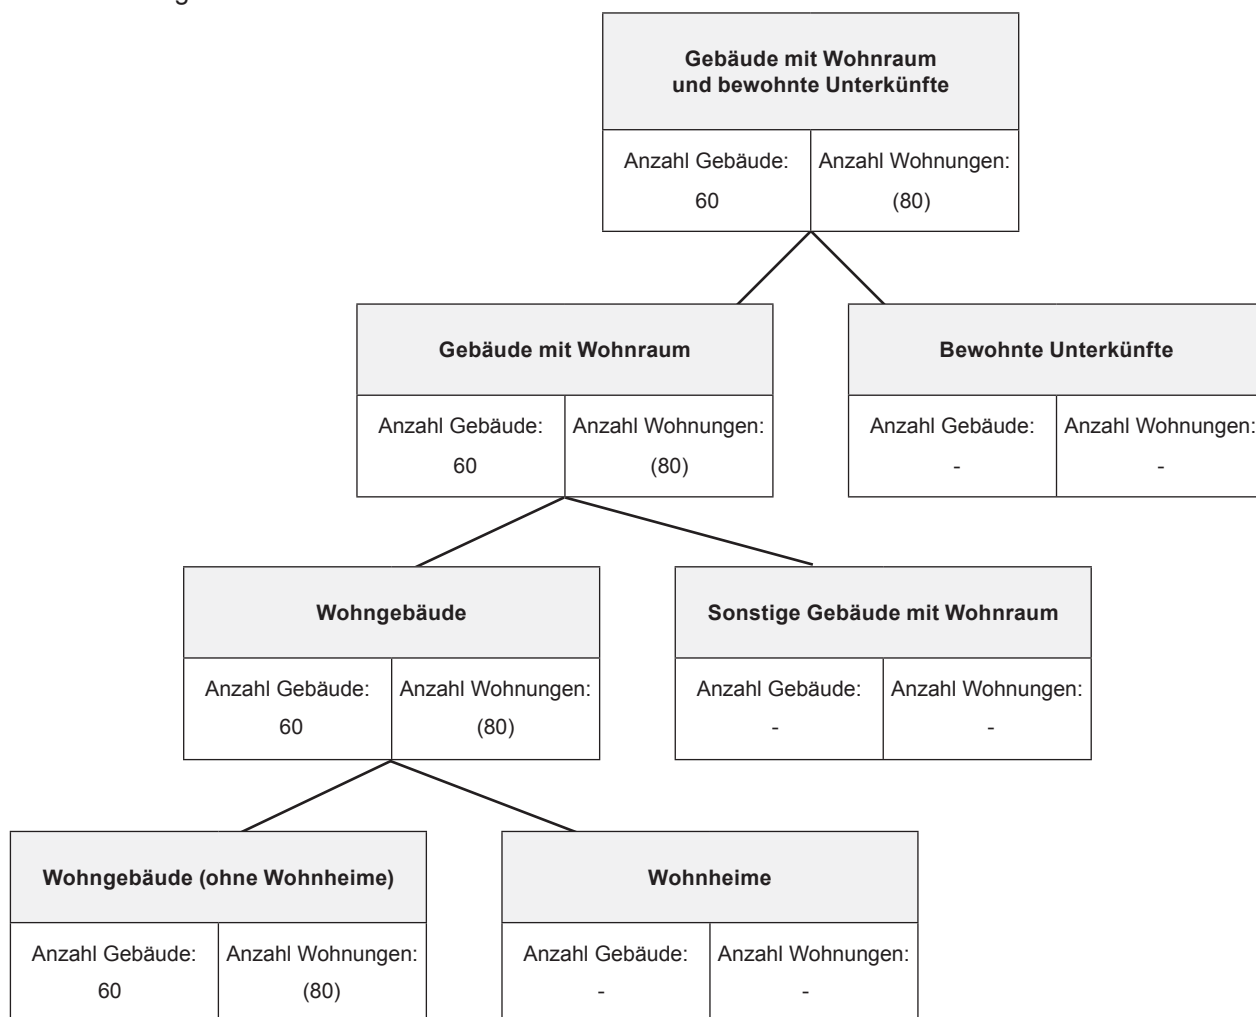 Gebäude mit Wohnraum
und bewohnte Unterkünfte
Anzahl Gebäude: Anzahl Wohnungen:
60 (80)
Gebäude mit Wohnraum
Bewohnte Unterkünfte
Anzahl Gebäude: Anzahl Wohnungen:
60 (80)
Anzahl Gebäude: Anzahl Wohnungen:
- -
Wohngebäude
Sonstige Gebäude mit Wohnraum
Anzahl Gebäude: Anzahl Wohnungen:
60 (80)
Anzahl Gebäude: Anzahl Wohnungen:
- -
Wohngebäude (ohne Wohnheime)
Wohnheime
Anzahl Gebäude: Anzahl Wohnungen:
60 (80)
Anzahl Gebäude: Anzahl Wohnungen:
- -